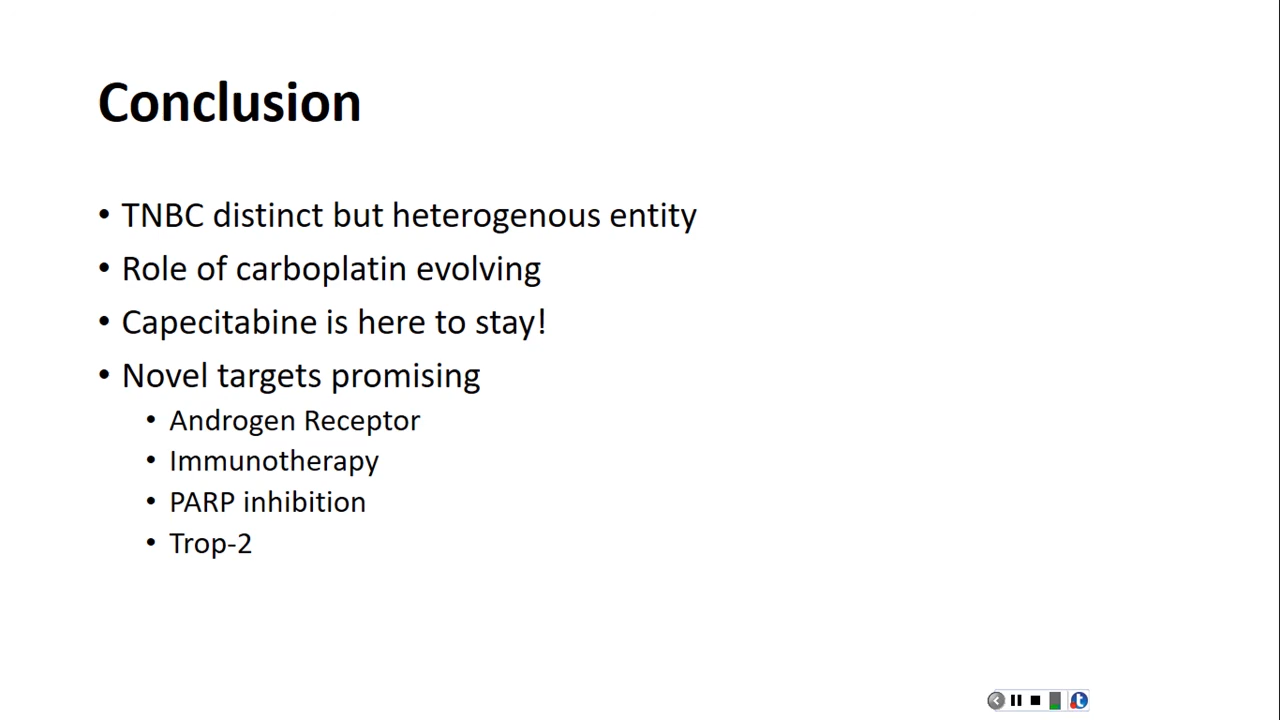 Conclusion
• TNBC distinct but heterogenous entity
• Role of carboplatin evolving
• Capecitabine is here to stay!
• Novel targets promising
• Androgen Receptor
• Immunotherapy
• PARP inhibition
• Trop-2
t